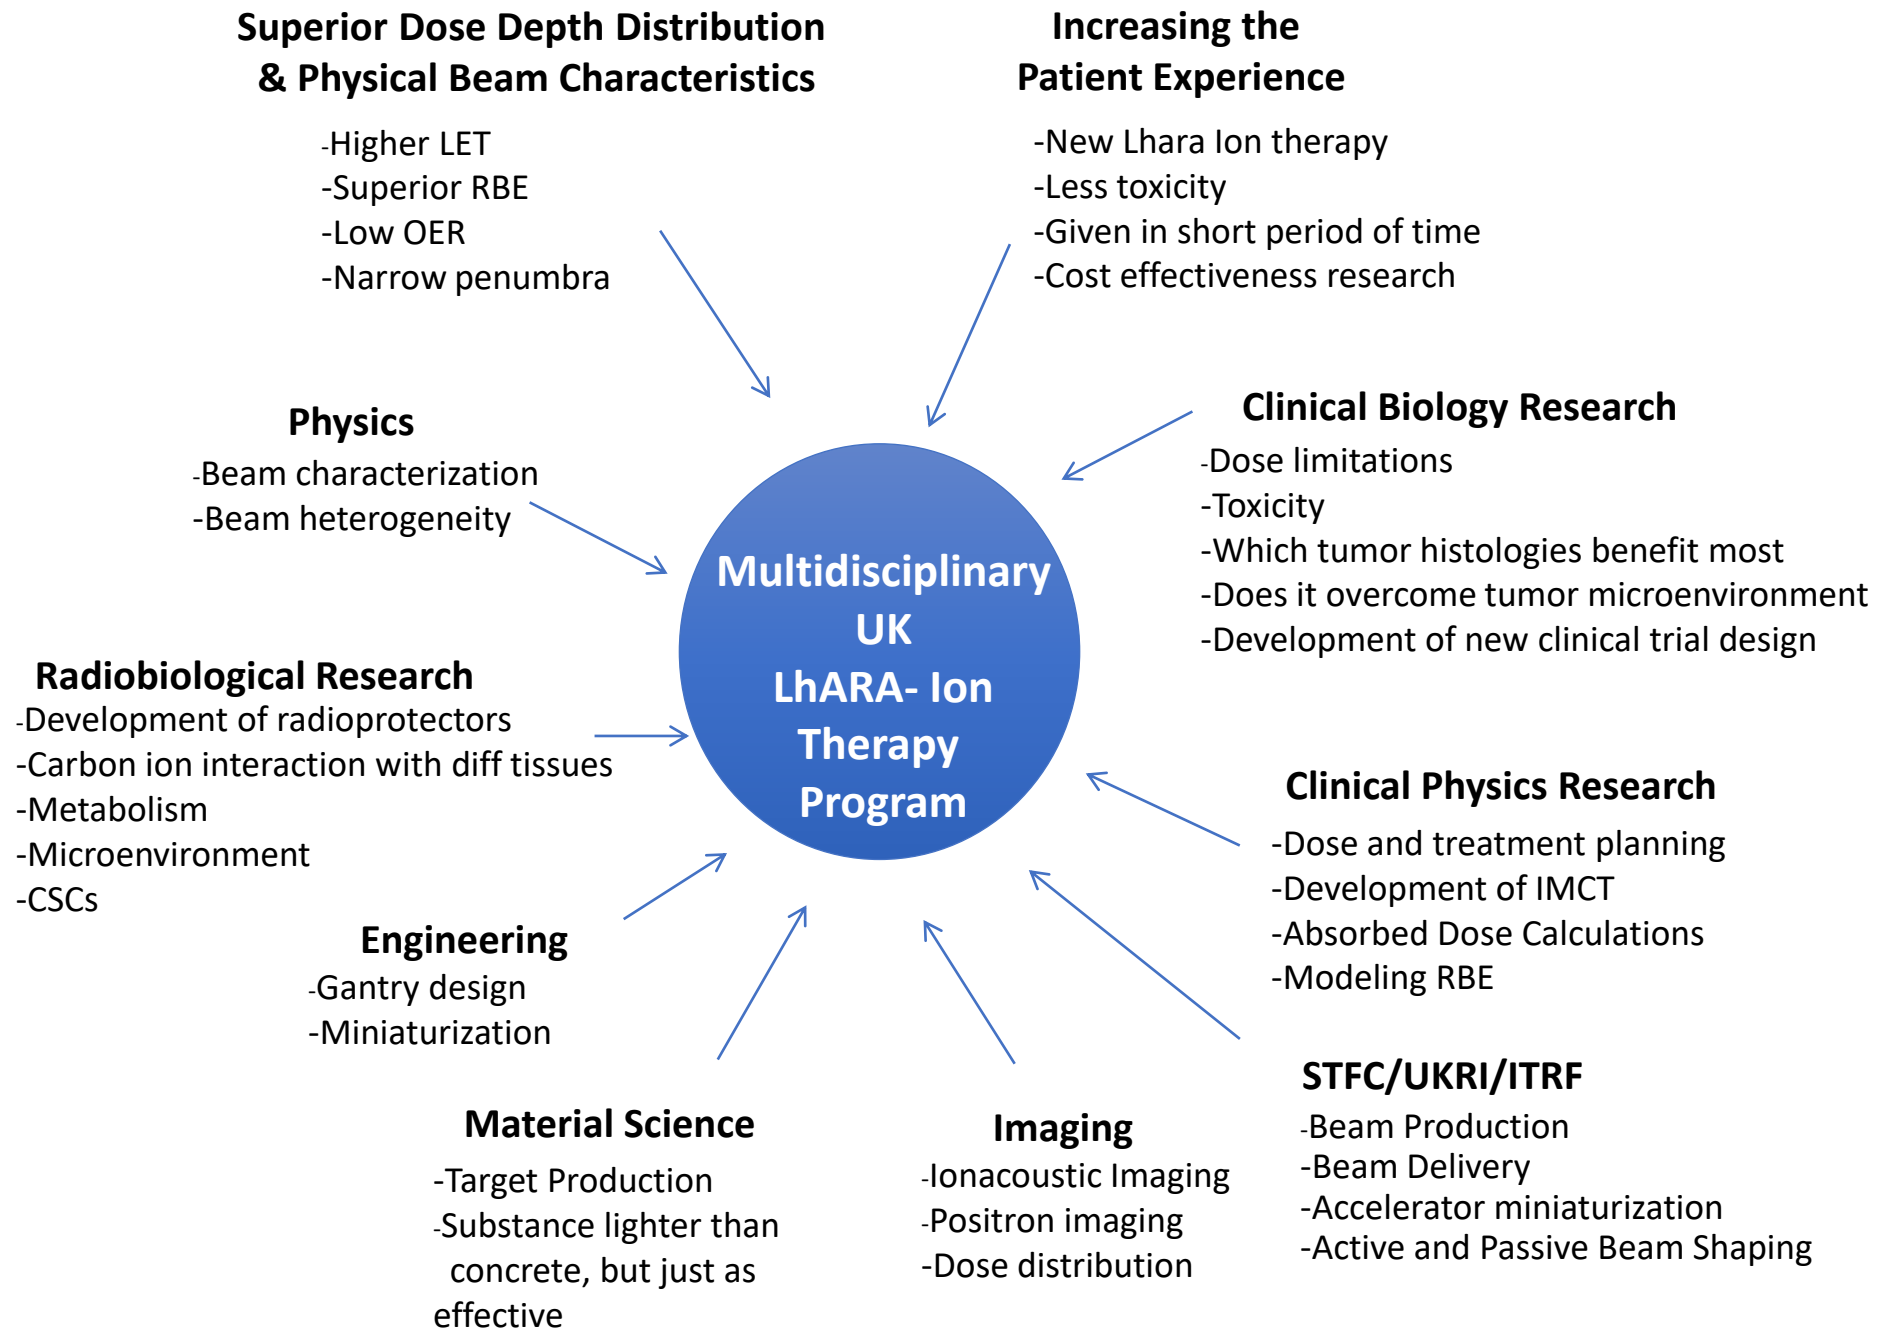 Superior Dose Depth Distribution
& Physical Beam Characteristics
-Higher LET
-Superior RBE
-Low OER
-Narrow penumbra
Increasing the
Patient Experience
-New Lhara Ion therapy
-Less toxicity
-Given in short period of time
-Cost effectiveness research
Physics
-Beam characterization
-Beam heterogeneity
Clinical Biology Research
-Dose limitations
-Toxicity
-Which tumor histologies benefit most
-Does it overcome tumor microenvironment
-Development of new clinical trial design
Multidisciplinary
UK
LhARA- Ion
Therapy
Program
Radiobiological Research
-Development of radioprotectors
-Carbon ion interaction with diff tissues
-Metabolism
-Microenvironment
-CSCs
Clinical Physics Research
-Dose and treatment planning
-Development of IMCT
-Absorbed Dose Calculations
-Modeling RBE
Engineering
-Gantry design
-Miniaturization
Material Science
-Target Production
-Substance lighter than
concrete, but just as
effective
Imaging
-Ionacoustic Imaging
-Positron imaging
-Dose distribution
STFC/UKRI/ITRF
-Beam Production
-Beam Delivery
-Accelerator miniaturization
-Active and Passive Beam Shaping